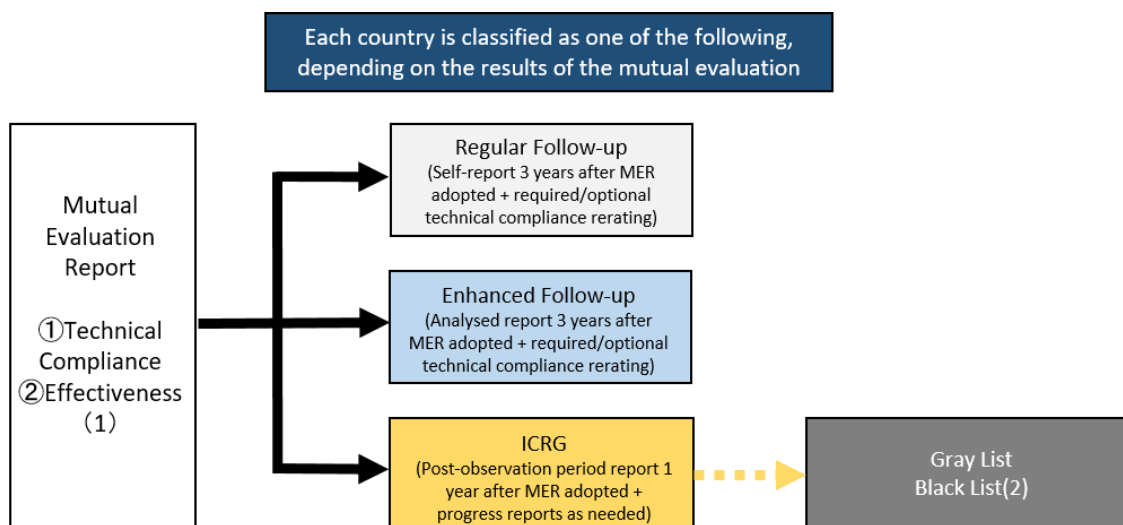 Each country is classified as one of the following,
depending on the results of the mutual evaluation
Mutual
Evaluation
Report
①Technical
Compliance
②Effectiveness
（1）
Regular Follow-up
(Self-report 3 years after MER
adopted + required/optional
technical compliance rerating)
Enhanced Follow-up
(Analysed report 3 years after
MER adopted + required/optional
technical compliance rerating)
ICRG
(Post-observation period report 1
year after MER adopted +
progress reports as needed)
Gray List
Black List(2)